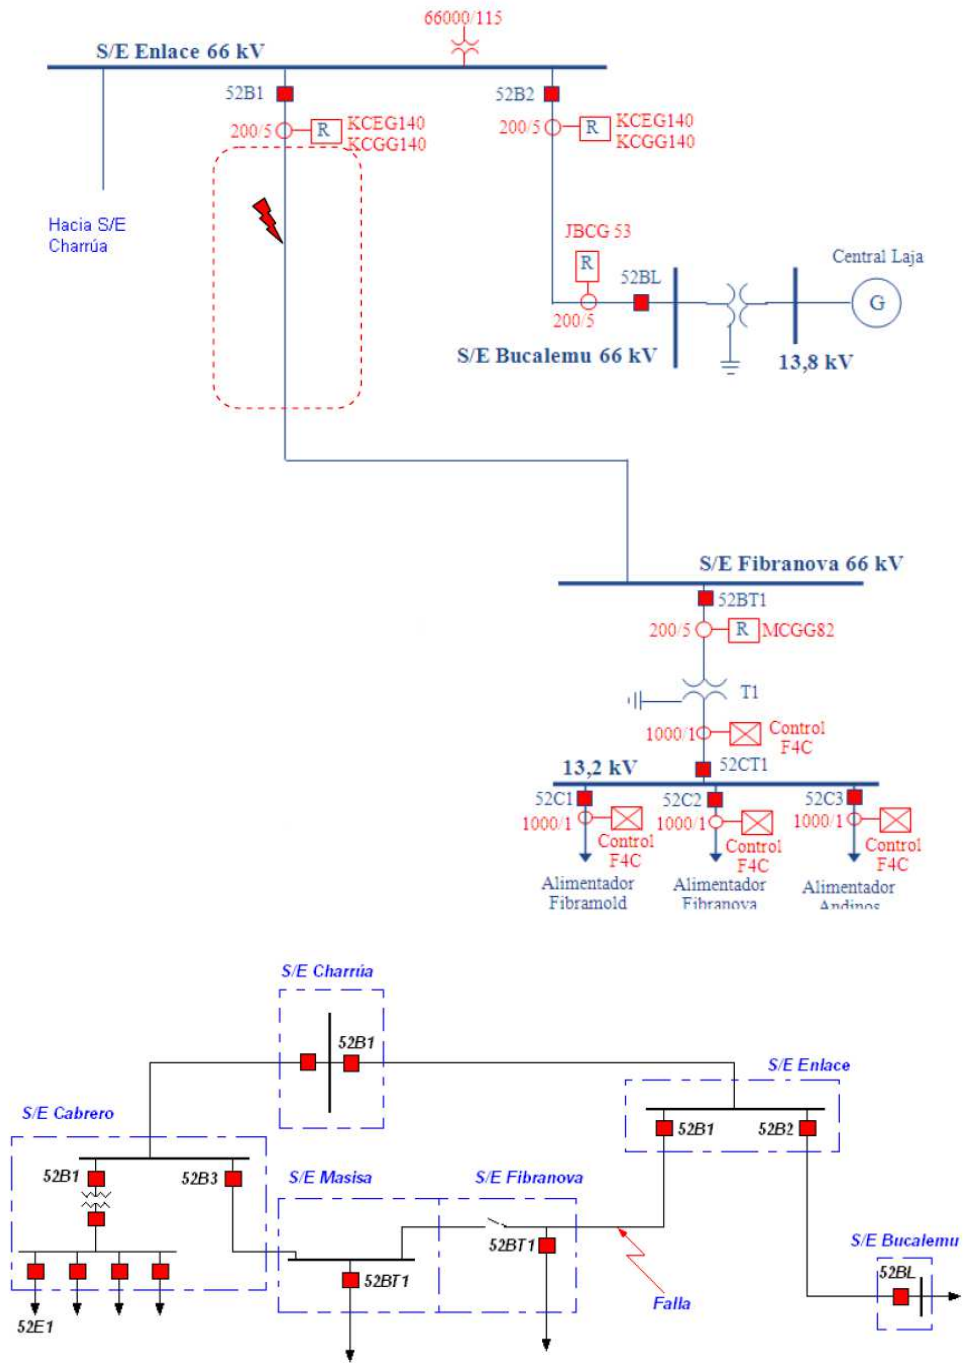 66000/115
S/E Enlace 66 kV
52B1
52B2
200/5
R
KCEG140
KCGG140
200/5
R
KCEG140
KCGG140
Hacia S/E
Charrúa
JBCG 53
R
52BL
200/5
Central Laja
G
S/E Bucalemu 66 kV
13,8 kV
S/E Fibranova 66 kV
52BT1
200/5
R
MCGG82
T1
1000/1
Control
F4C
52CT1
13,2 kV
52C1
52C2
52C3
1000/1
1000/1
1000/1
Control
F4C
Control
F4C
Control
F4C
Alimentador
Fibramold
Alimentador
Fibranova
Alimentador
Andinos
S/E Charrúa
52B1
S/E Enlace
52B1
52B2
S/E Cabrero
52B1
52B3
S/E Masisa
S/E Fibranova
52BT1
52BT1
S/E Bucalemu
52BL
Falla
52E1